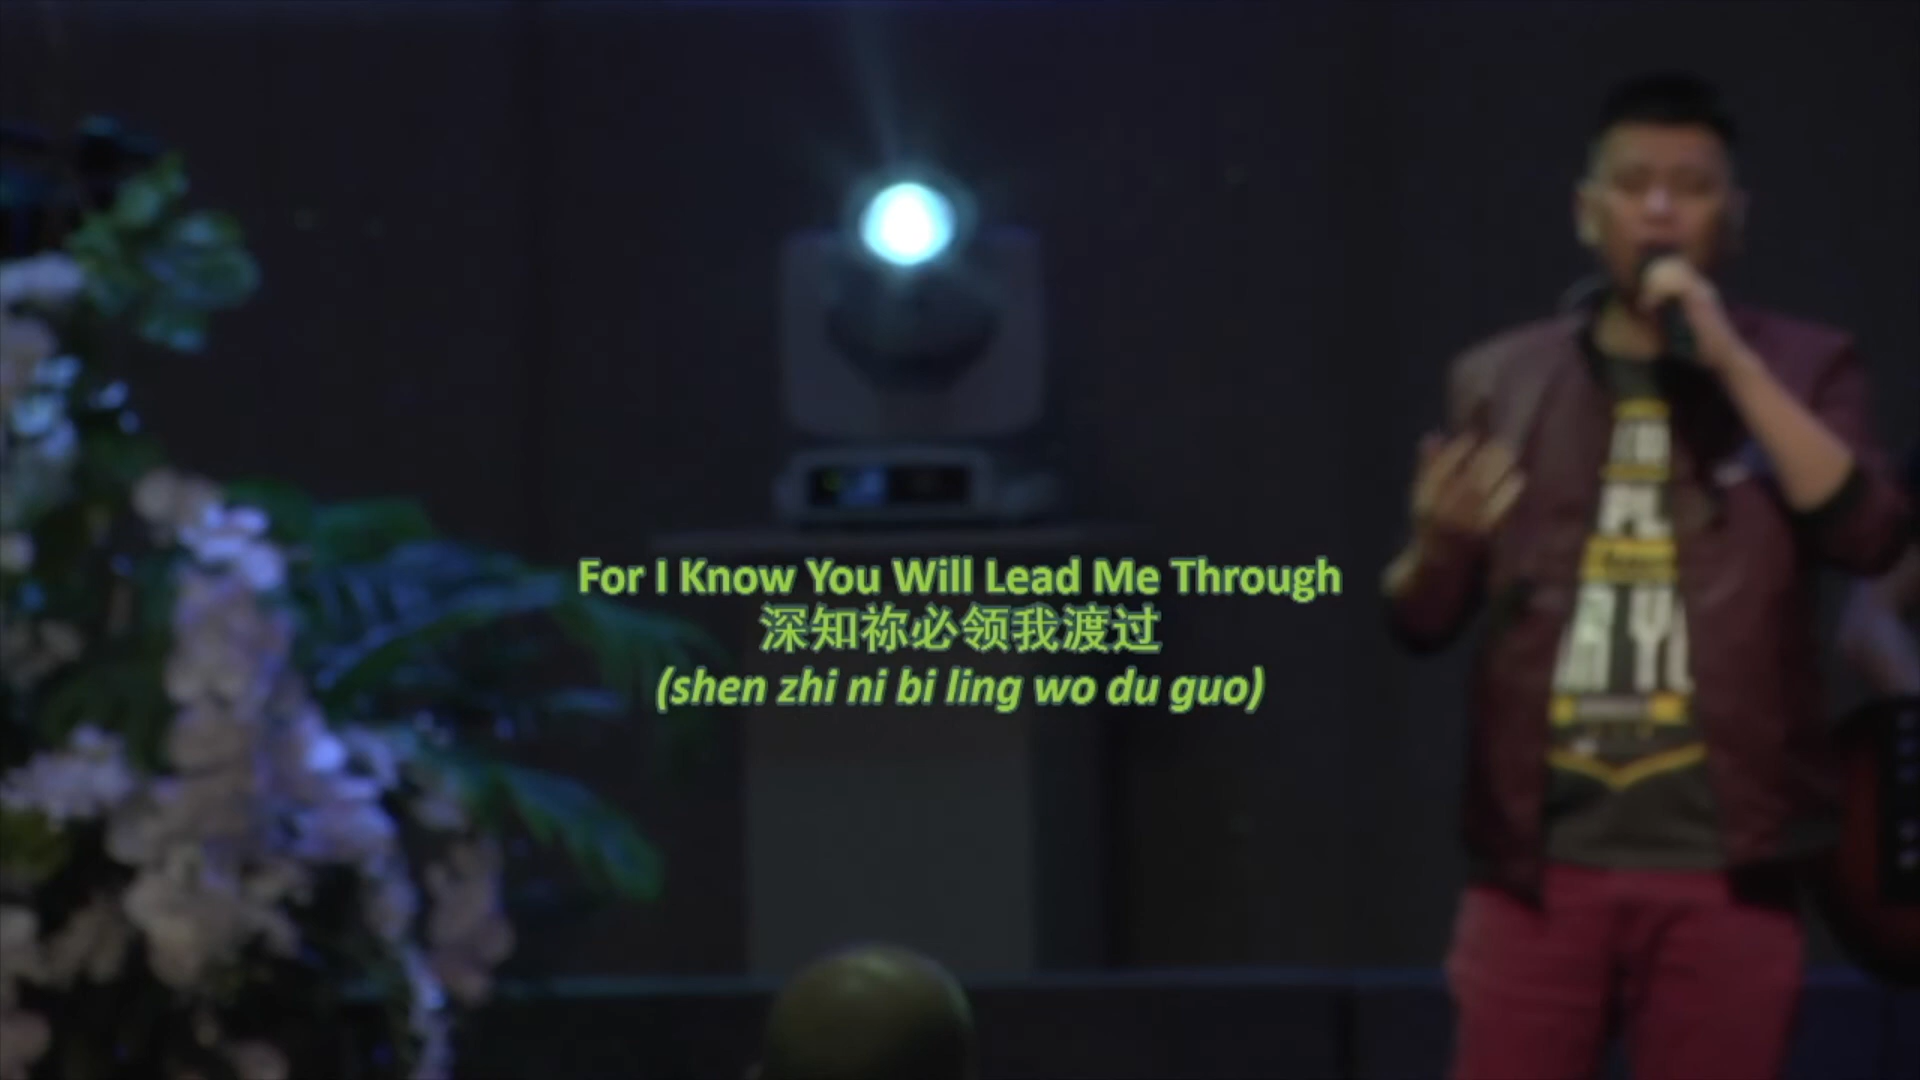 For I Know You Will Lead Me Through
深知祢必领我渡过
(shen zhi ni bi ling wo du guo)